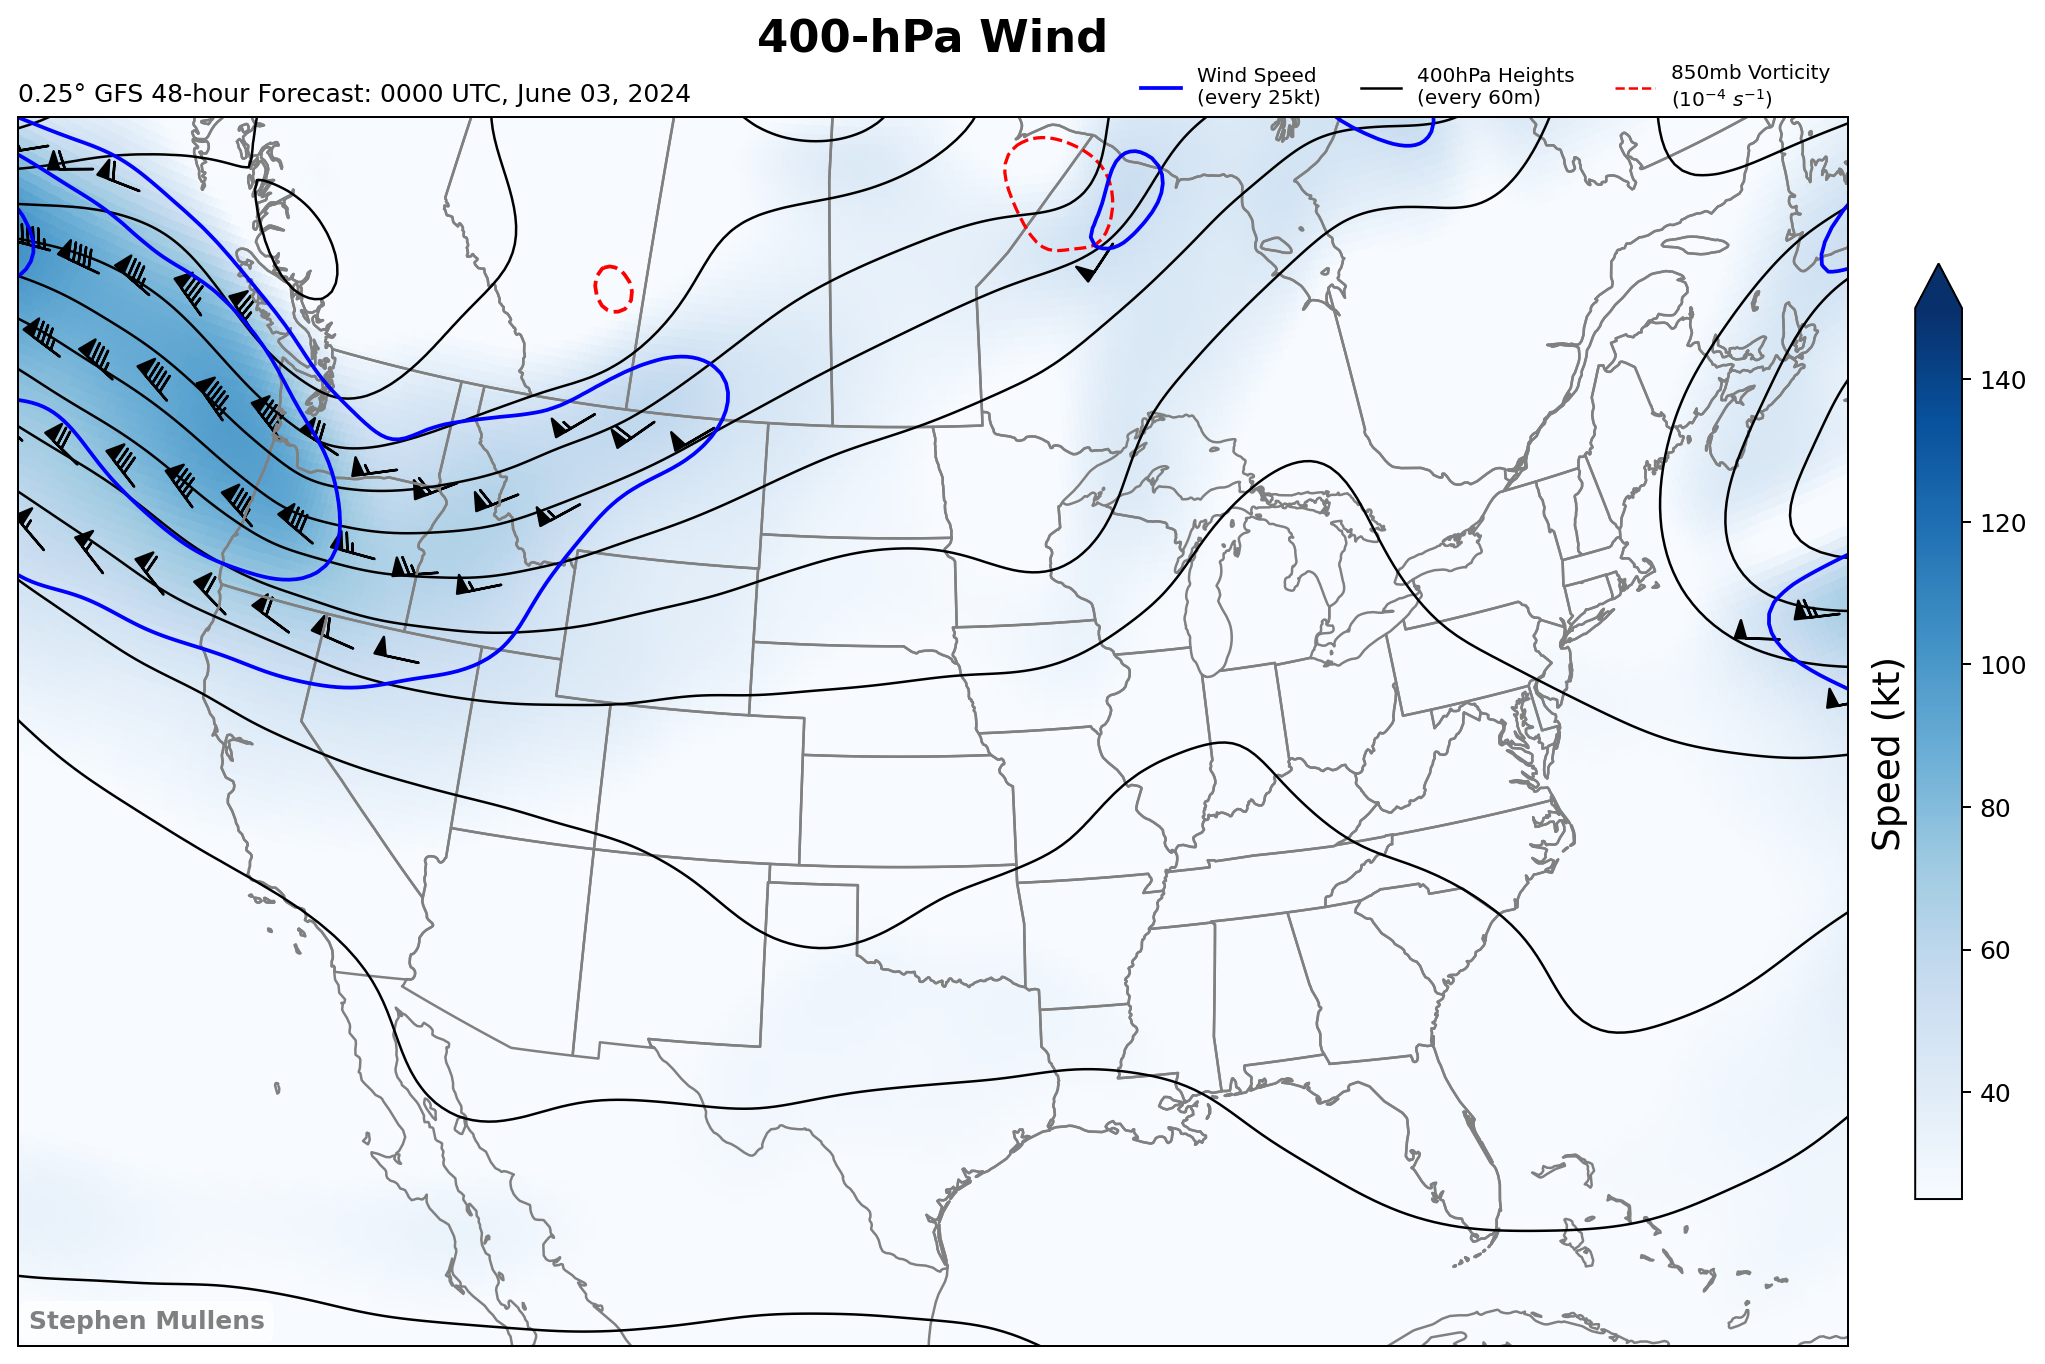 400-hPa Wind
0.25° GFS 48-hour Forecast: 0000 UTC, June 03, 2024
Wind Speed
(every 25kt)
400hPa Heights
(every 60m)
850mb Vorticity
(10⁻⁴ s⁻¹)
140
120
100
80
60
40
Speed (kt)
Stephen Mullens